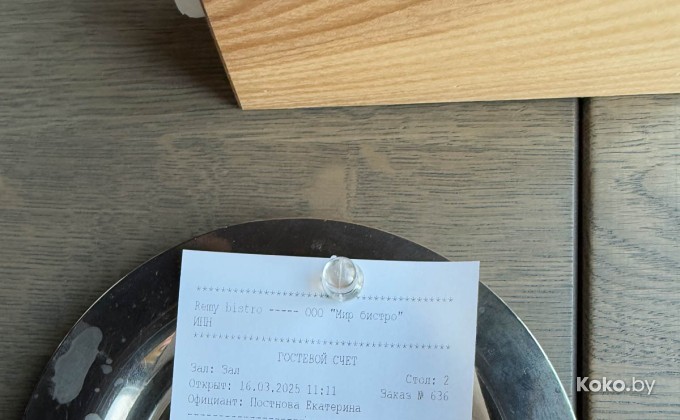 ****************************************
Remy bistro ----- ООО "Мир бистро"
ИНН
****************************************
ГОСТЕВОЙ СЧЕТ
Зал: Зал Стол: 2
Открыт: 16.03.2025 11:11 Заказ № 636
Официант: Постнова Екатерина
Koko.by